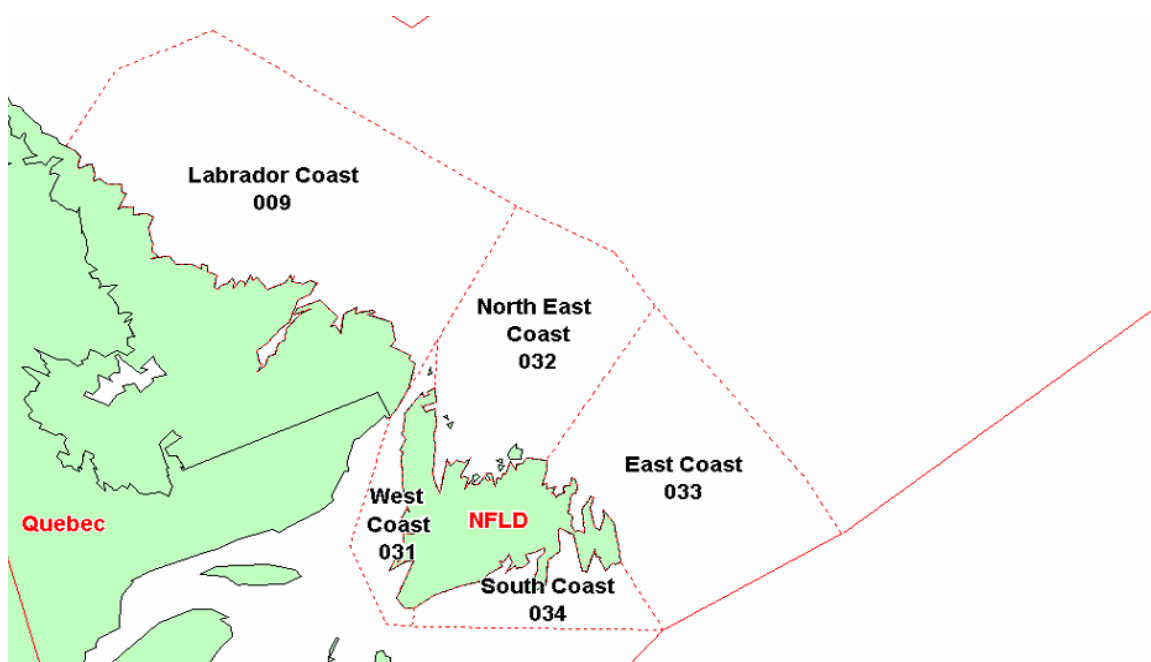 Labrador Coast
009
North East
Coast
032
East Coast
033
West
Coast
031
NFLD
Quebec
South Coast
034